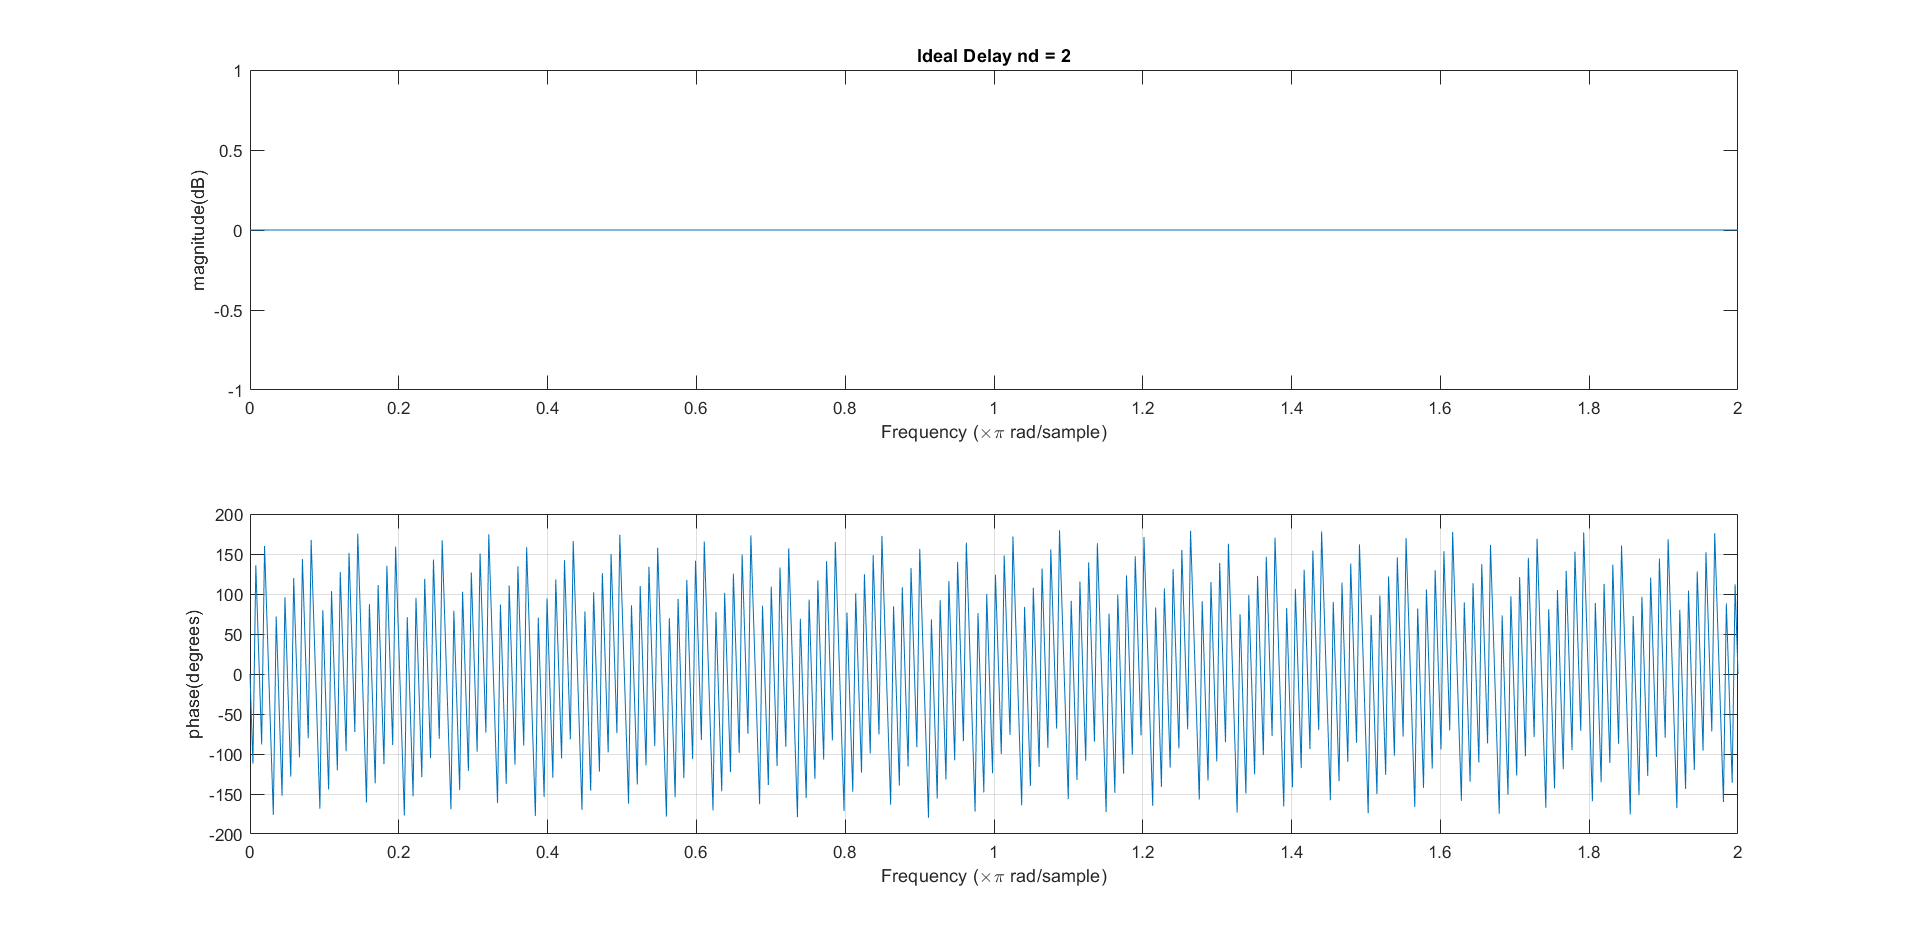 Ideal Delay nd = 2
1
0.5
0
-0.5
-1
magnitude(dB)
0 0.2 0.4 0.6 0.8 1 1.2 1.4 1.6 1.8 2
Frequency (×π rad/sample)
200
150
100
50
0
-50
-100
-150
-200
phase(degrees)
0 0.2 0.4 0.6 0.8 1 1.2 1.4 1.6 1.8 2
Frequency (×π rad/sample)